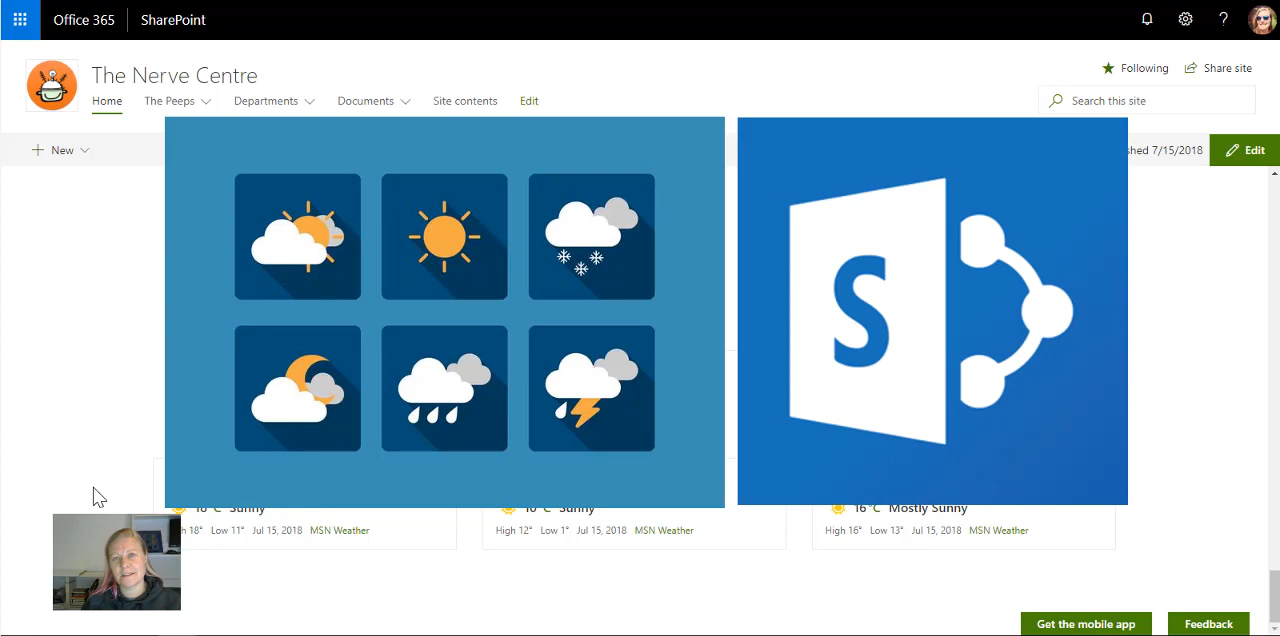 Office 365 SharePoint ?
The Nerve Centre
Following Share site
Home The Peeps Departments Documents Site contents Edit
Search this site
New
7/15/2018 Edit
S
Sunny
Sunny
16 °C Mostly Sunny
18° Low 11° Jul 15, 2018 MSN Weather
High 12° Low 1° Jul 15, 2018 MSN Weather
High 16° Low 13° Jul 15, 2018 MSN Weather
Get the mobile app Feedback